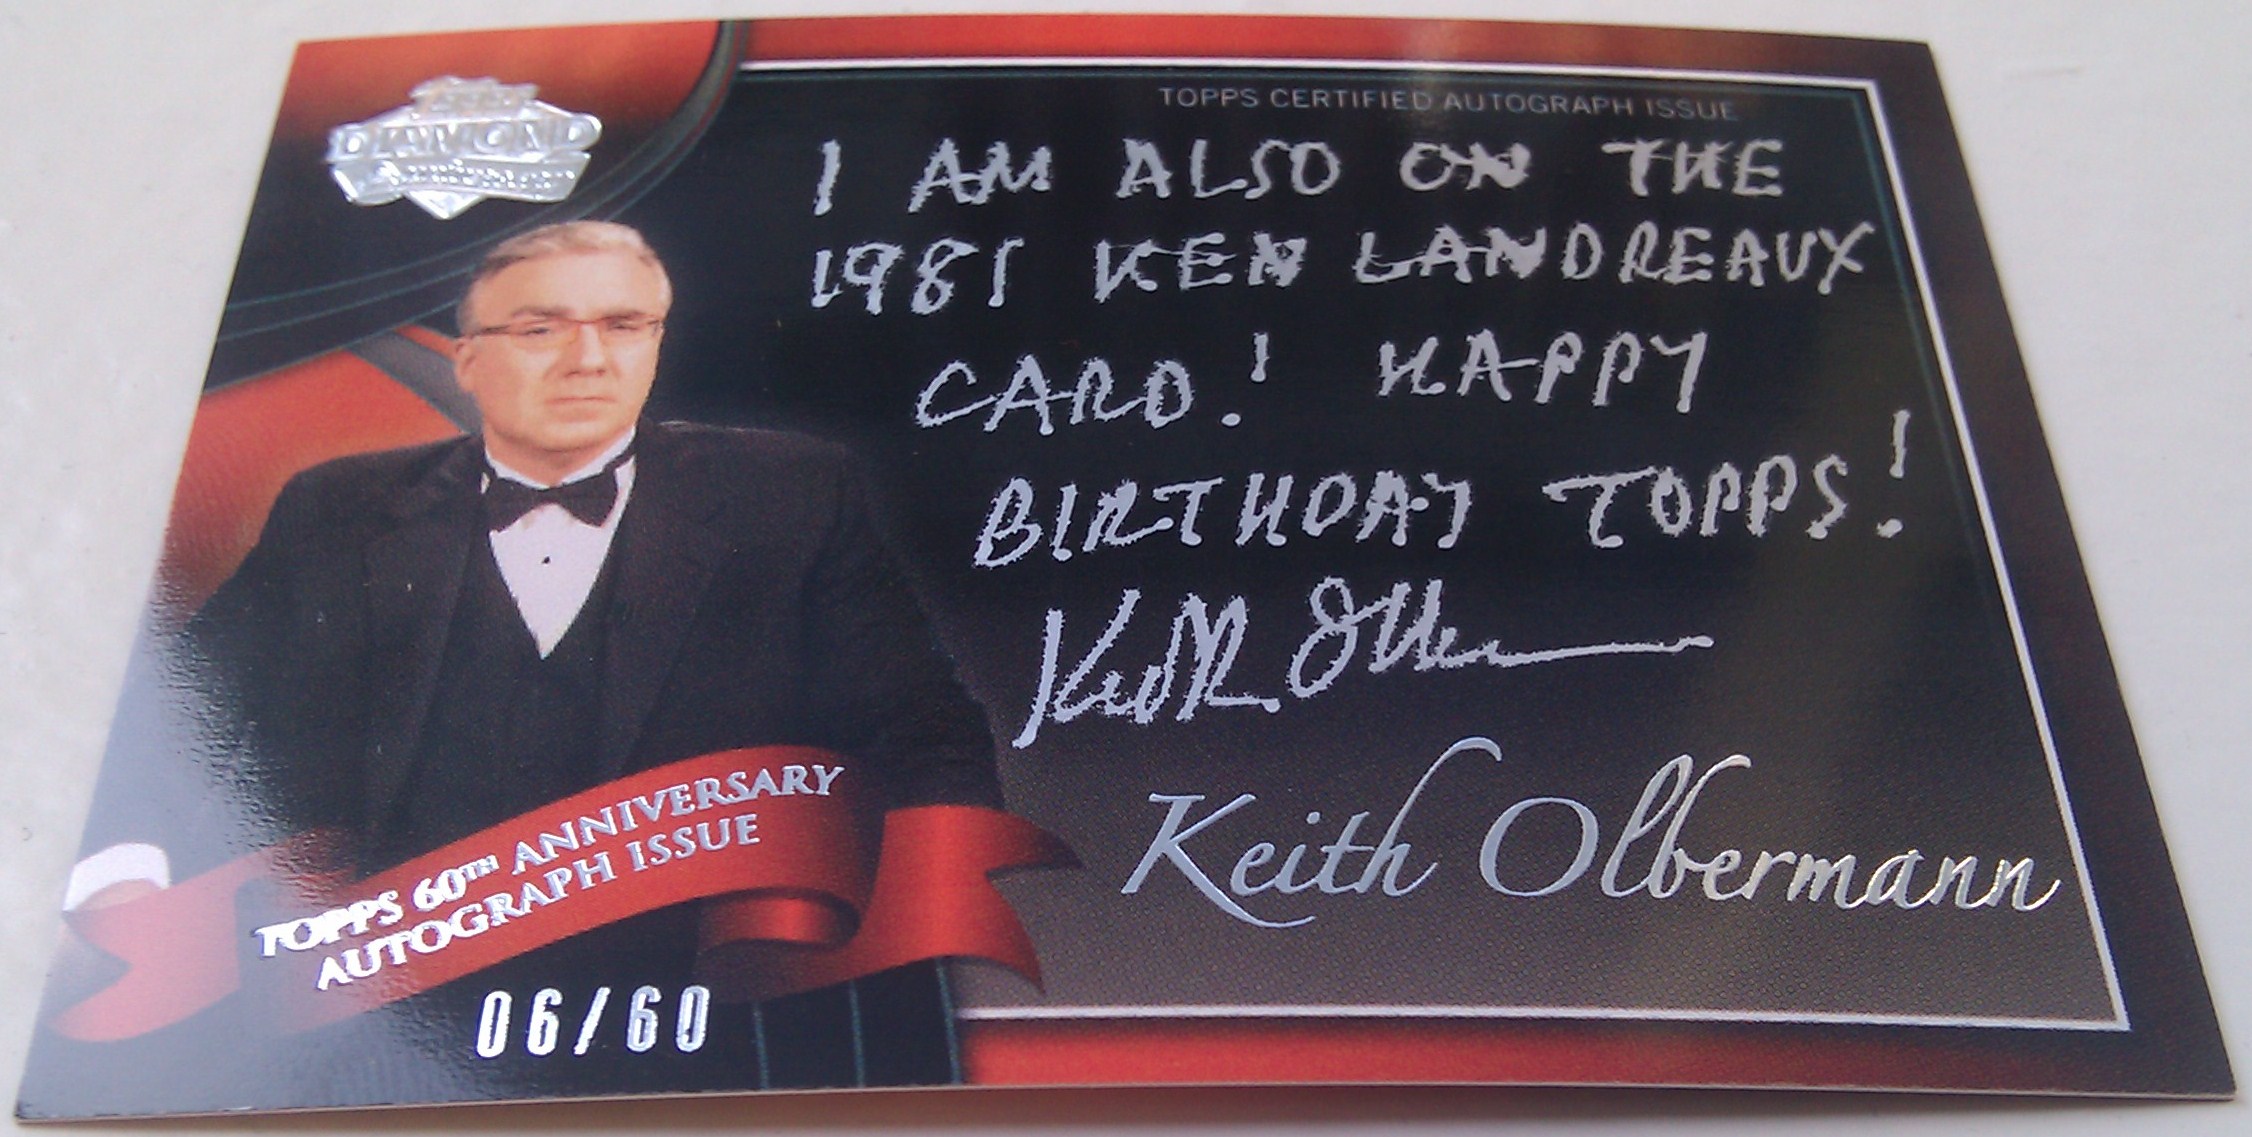 TOPPS CERTIFIED AUTOGRAPH ISSUE
DIAMOND
I AM ALSO ON THE
1981 KEN LANDREAUX
CARD! HAPPY
BIRTHDAY TOPPS!
Keith Olbermann
TOPPS 60TH ANNIVERSARY
AUTOGRAPH ISSUE
06/60